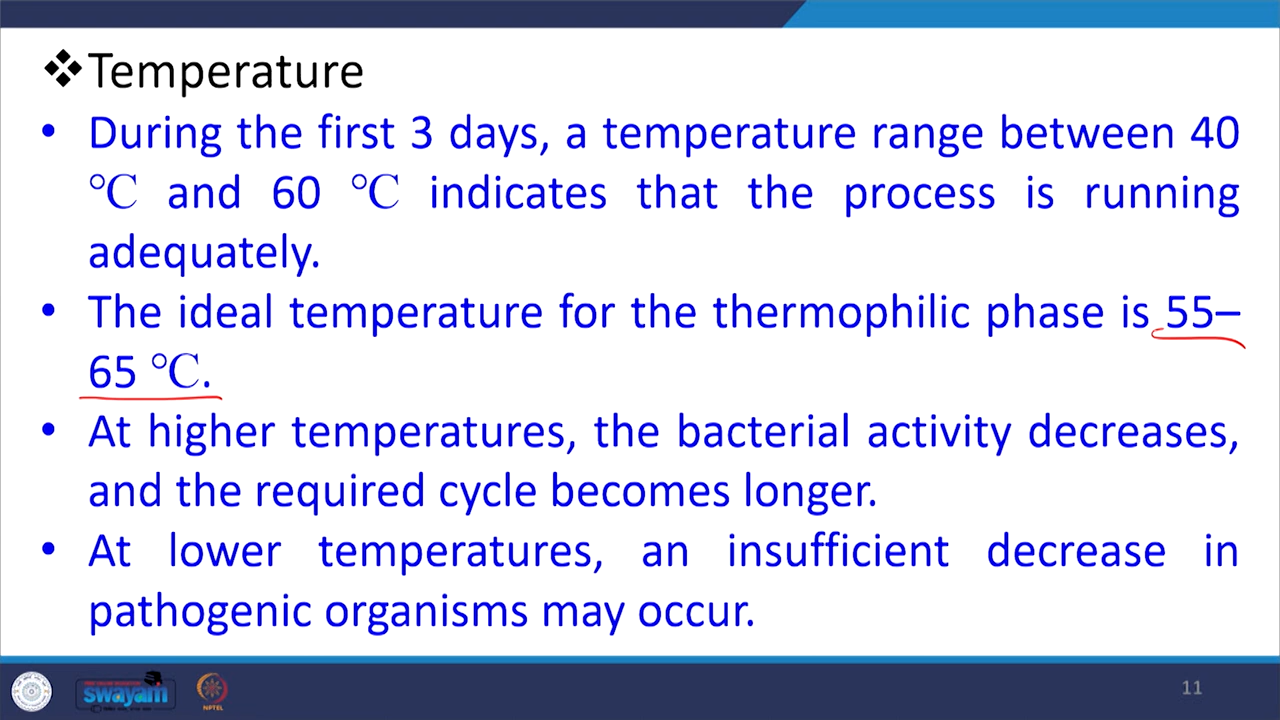 ❖Temperature
• During the first 3 days, a temperature range between 40
℃ and 60 ℃ indicates that the process is running
adequately.
• The ideal temperature for the thermophilic phase is 55–
65 ℃.
• At higher temperatures, the bacterial activity decreases,
and the required cycle becomes longer.
• At lower temperatures, an insufficient decrease in
pathogenic organisms may occur.
swayam
NPTEL
11